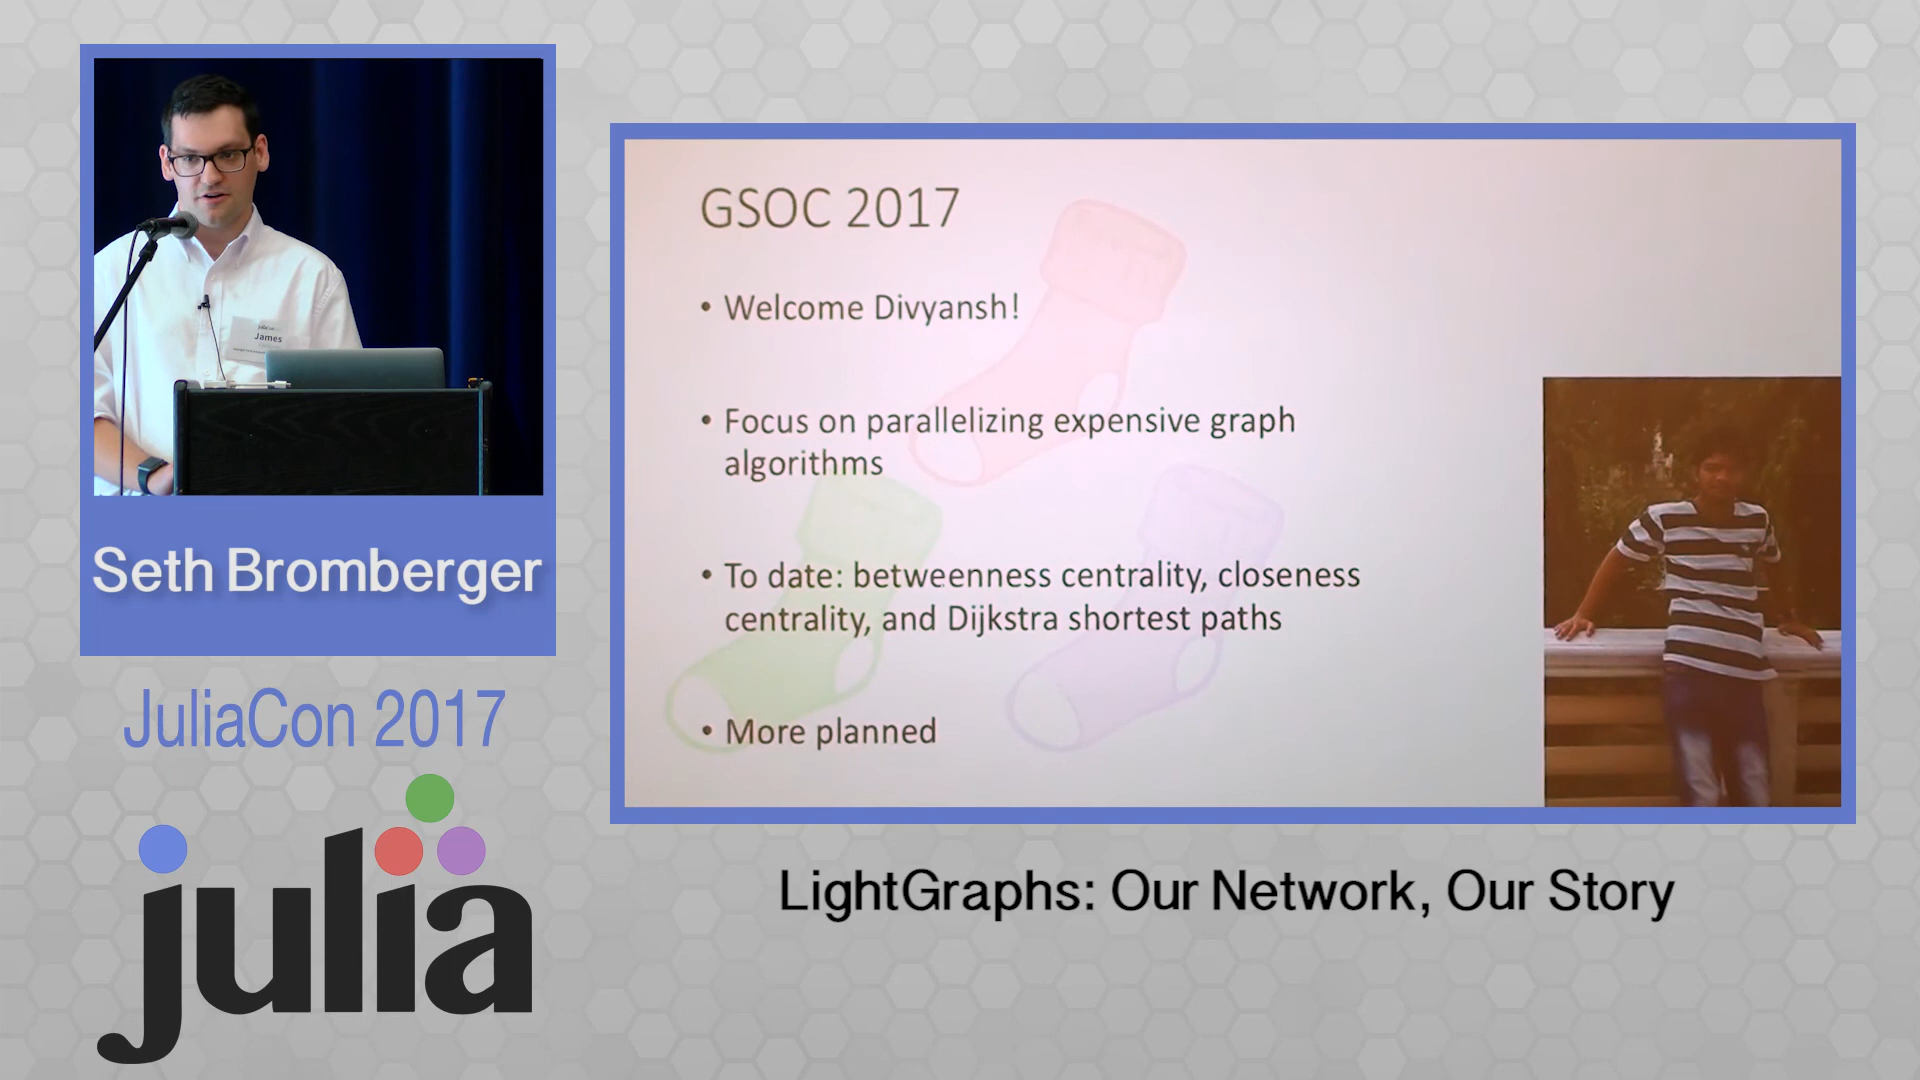 James
Seth Bromberger
JuliaCon 2017
julia
GSOC 2017
• Welcome Divyansh!
• Focus on parallelizing expensive graph
algorithms
• To date: betweenness centrality, closeness
centrality, and Dijkstra shortest paths
• More planned
LightGraphs: Our Network, Our Story